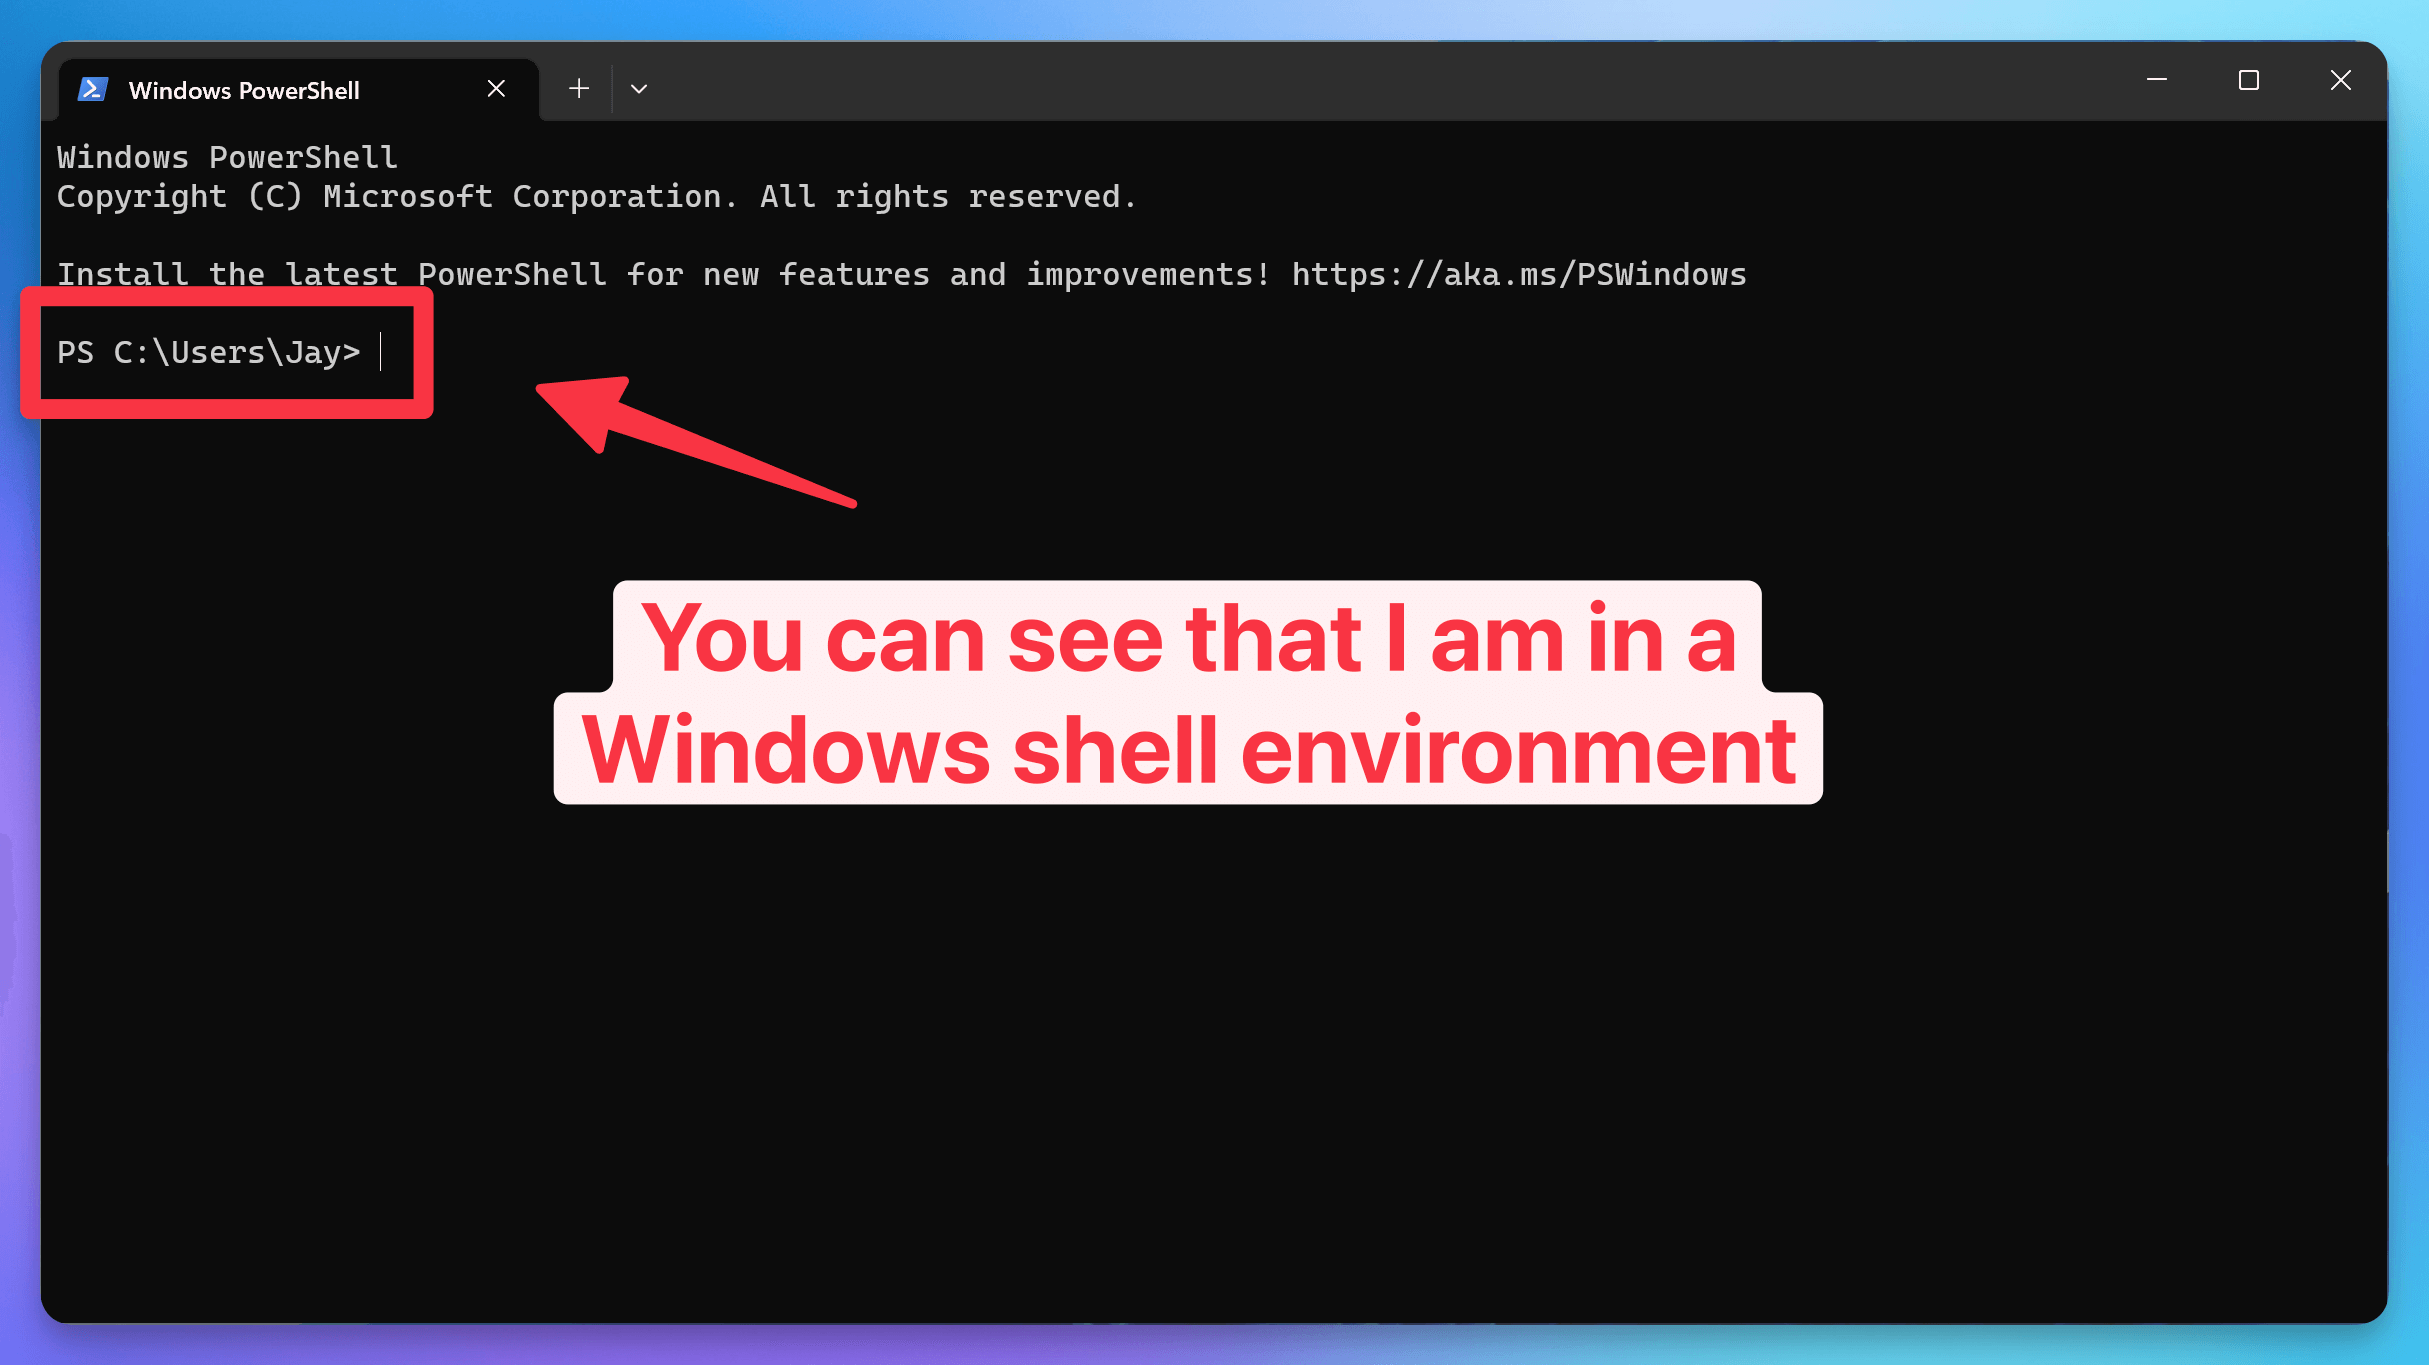 Windows PowerShell
Windows PowerShell
Copyright (C) Microsoft Corporation. All rights reserved.
Install the latest PowerShell for new features and improvements! https://aka.ms/PSWindows
PS C:\Users\Jay>
You can see that I am in a
Windows shell environment